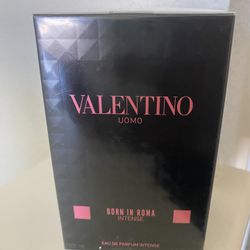 VALENTINO
UOMO
BORN IN ROMA
INTENSE
EAU DE PARFUM INTENSE